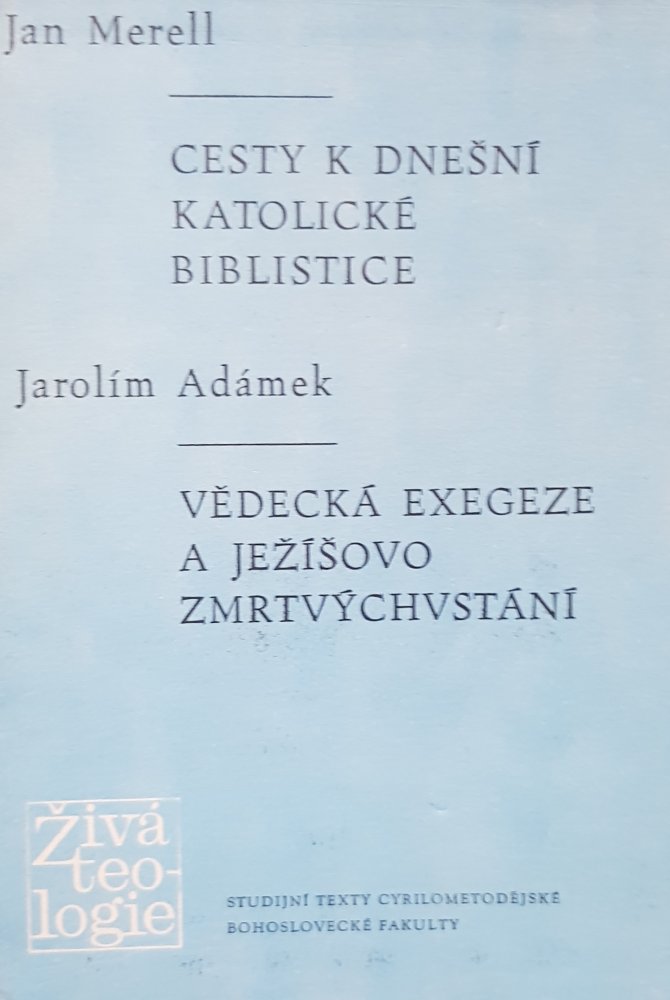 Jan Merell
CESTY K DNEŠNÍ
KATOLICKÉ
BIBLISTICE
Jarolím Adámek
VĚDECKÁ EXEGEZE
A JEŽÍŠOVO
ZMRTVÝCHVSTÁNÍ
živá
teo-
logie
STUDIJNÍ TEXTY CYRILOMETODĚJSKÉ
BOHOSLOVECKÉ FAKULTY